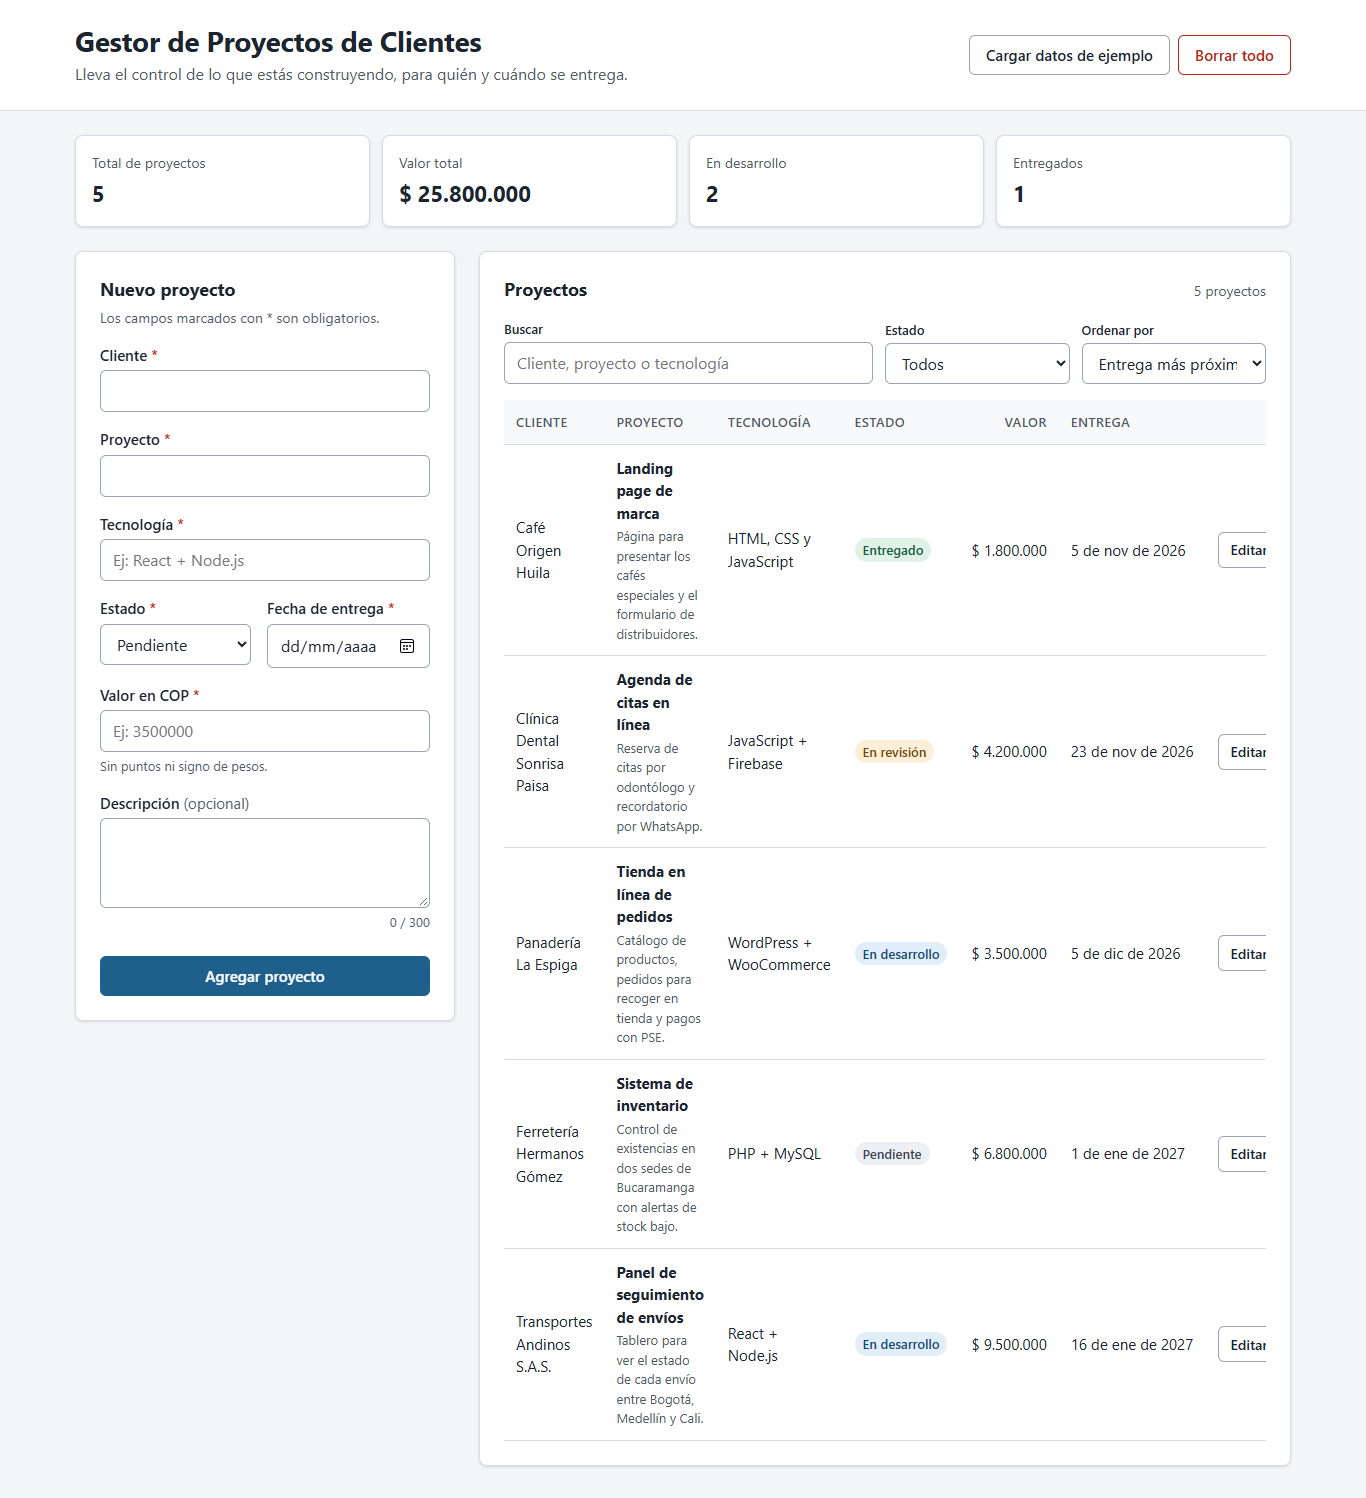 Gestor de Proyectos de Clientes
Lleva el control de lo que estás construyendo, para quién y cuándo se entrega.
Cargar datos de ejemplo
Borrar todo
Total de proyectos
5
Valor total
$ 25.800.000
En desarrollo
2
Entregados
1
Nuevo proyecto
Los campos marcados con * son obligatorios.
Cliente *
Proyecto *
Tecnología *
Ej: React + Node.js
Estado *
Fecha de entrega *
Pendiente
dd/mm/aaaa
Valor en COP *
Ej: 3500000
Sin puntos ni signo de pesos.
Descripción (opcional)
0 / 300
Agregar proyecto
Proyectos
5 proyectos
Buscar
Estado
Ordenar por
Cliente, proyecto o tecnología
Todos
Entrega más próxim
CLIENTE
PROYECTO
TECNOLOGÍA
ESTADO
VALOR
ENTREGA
Café
Origen
Huila
Landing
page de
marca
Página para
presentar los
cafés
especiales y el
formulario de
distribuidores.
HTML, CSS y
JavaScript
Entregado
$ 1.800.000
5 de nov de 2026
Editar
Clínica
Dental
Sonrisa
Paisa
Agenda de
citas en
línea
Reserva de
citas por
odontólogo y
recordatorio
por WhatsApp.
JavaScript +
Firebase
En revisión
$ 4.200.000
23 de nov de 2026
Editar
Panadería
La Espiga
Tienda en
línea de
pedidos
Catálogo de
productos,
pedidos para
recoger en
tienda y pagos
con PSE.
WordPress +
WooCommerce
En desarrollo
$ 3.500.000
5 de dic de 2026
Editar
Ferretería
Hermanos
Gómez
Sistema de
inventario
Control de
existencias en
dos sedes de
Bucaramanga
con alertas de
stock bajo.
PHP + MySQL
Pendiente
$ 6.800.000
1 de ene de 2027
Editar
Transportes
Andinos
S.A.S.
Panel de
seguimiento
de envíos
Tablero para
ver el estado
de cada envío
entre Bogotá,
Medellín y Cali.
React +
Node.js
En desarrollo
$ 9.500.000
16 de ene de 2027
Editar